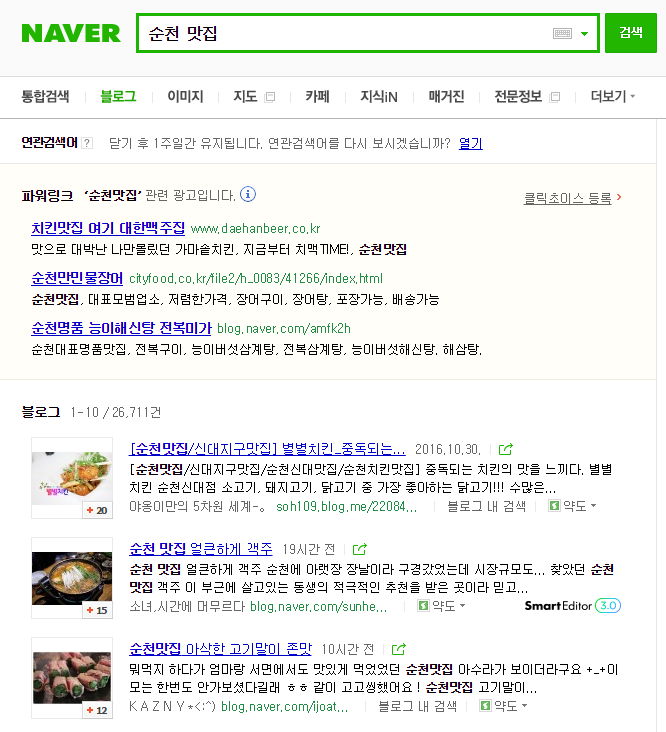 NAVER
순천 맛집
검색
통합검색 블로그 이미지 지도 카페 지식iN 매거진 전문정보 더보기
연관검색어 ? 닫기 후 1주일간 유지됩니다. 연관검색어를 다시 보시겠습니까? 열기
파워링크 '순천맛집' 관련 광고입니다. i 클릭초이스 등록 >
치킨맛집 여기 대한맥주집 www.daehanbeer.co.kr
맛으로 대박난 나만몰랐던 가마솥치킨, 지금부터 치맥TIME!, 순천맛집
순천만민물장어 cityfood.co.kr/file2/h_0083/41266/index.html
순천맛집, 대표모범업소, 저렴한가격, 장어구이, 장어탕, 포장가능, 배송가능
순천명품 능이해신탕 전복미가 blog.naver.com/amfk2h
순천대표명품맛집, 전복구이, 능이버섯삼계탕, 전복삼계탕, 능이버섯해신탕, 해삼탕.
블로그 1-10 / 26,711건
[순천맛집/신대지구맛집] 별별치킨_중독되는... 2016.10.30.
[순천맛집/신대지구맛집/순천신대맛집/순천치킨맛집] 중독되는 치킨의 맛을 느끼다. 별별
치킨 순천신대점 소고기, 돼지고기, 닭고기 중 가장 좋아하는 닭고기!!! 수많은...
야옹이만의 5차원 세계-. soh109.blog.me/22084... 블로그 내 검색 약도
별별치킨
+ 20
순천 맛집 얼큰하게 객주 19시간 전
순천 맛집 얼큰하게 객주 순천에 아랫장 장날이라 구경갔었는데 시장규모도... 찾았던 순천
맛집 객주 이 부근에 살고있는 동생의 적극적인 추천을 받은 곳이라 믿고...
소녀,시간에 머무르다 blog.naver.com/sunhe... 약도 SmartEditor 3.0
+ 15
순천맛집 아삭한 고기말이 존맛 10시간 전
뭐먹지 하다가 엄마랑 서면에서도 맛있게 먹었었던 순천맛집 아수라가 보이더라구요 +_+이
모는 한번도 안가보셨다길래 ㅎㅎ 같이 고고씽했어요 ! 순천맛집 고기말이...
K A Z N Y *<:^) blog.naver.com/ijoat... 블로그 내 검색 약도
+ 12